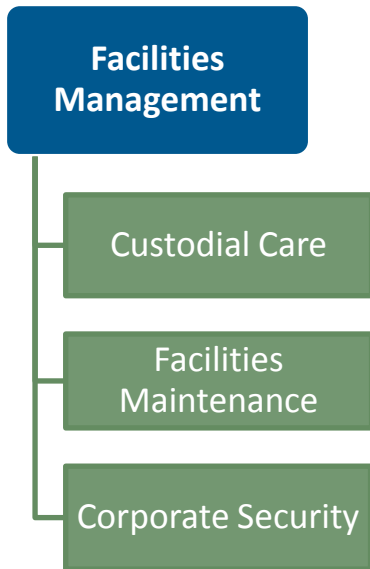 Facilities
Management
Custodial Care
Facilities
Maintenance
Corporate Security